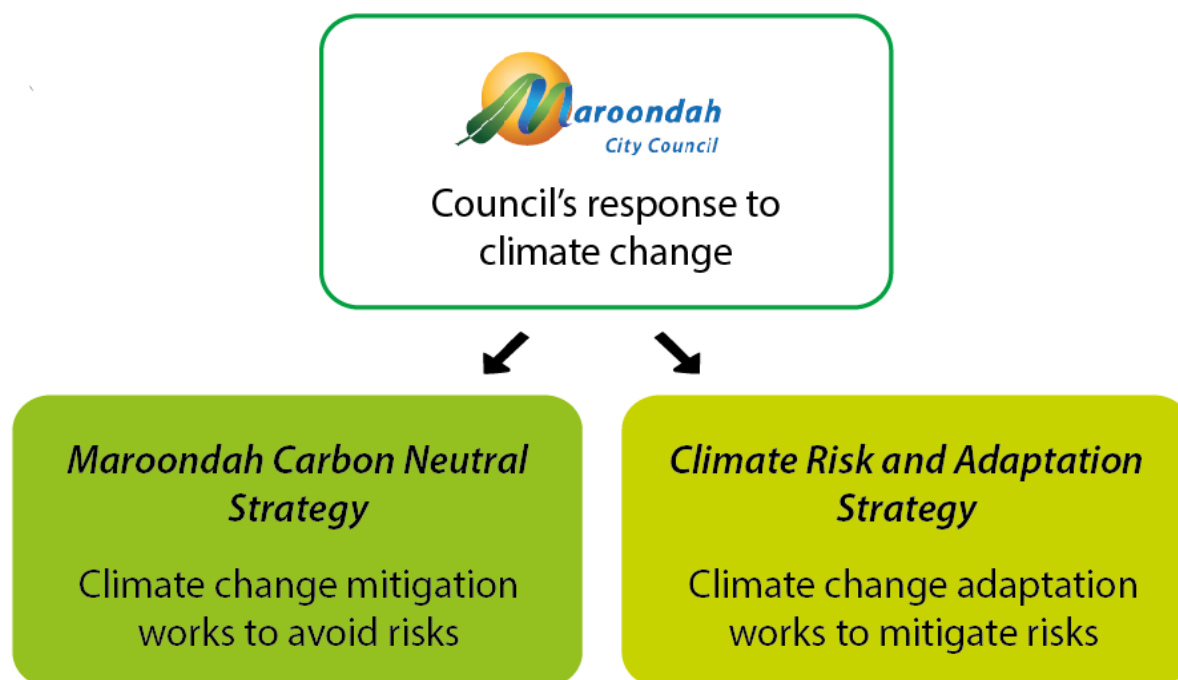 Maroondah
City Council
Council’s response to
climate change
Maroondah Carbon Neutral
Strategy
Climate change mitigation
works to avoid risks
Climate Risk and Adaptation
Strategy
Climate change adaptation
works to mitigate risks